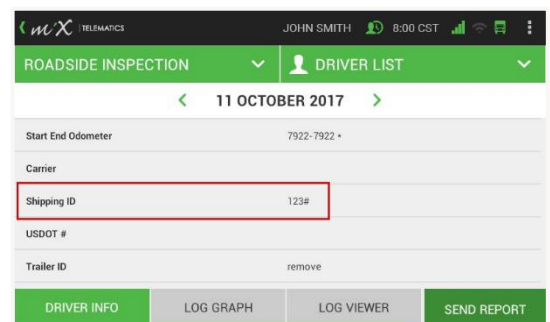 mix TELEMATICS JOHN SMITH 8:00 CST
ROADSIDE INSPECTION DRIVER LIST
11 OCTOBER 2017
Start End Odometer 7922-7922 *
Carrier
Shipping ID 123#
USDOT #
Trailer ID remove
DRIVER INFO LOG GRAPH LOG VIEWER SEND REPORT